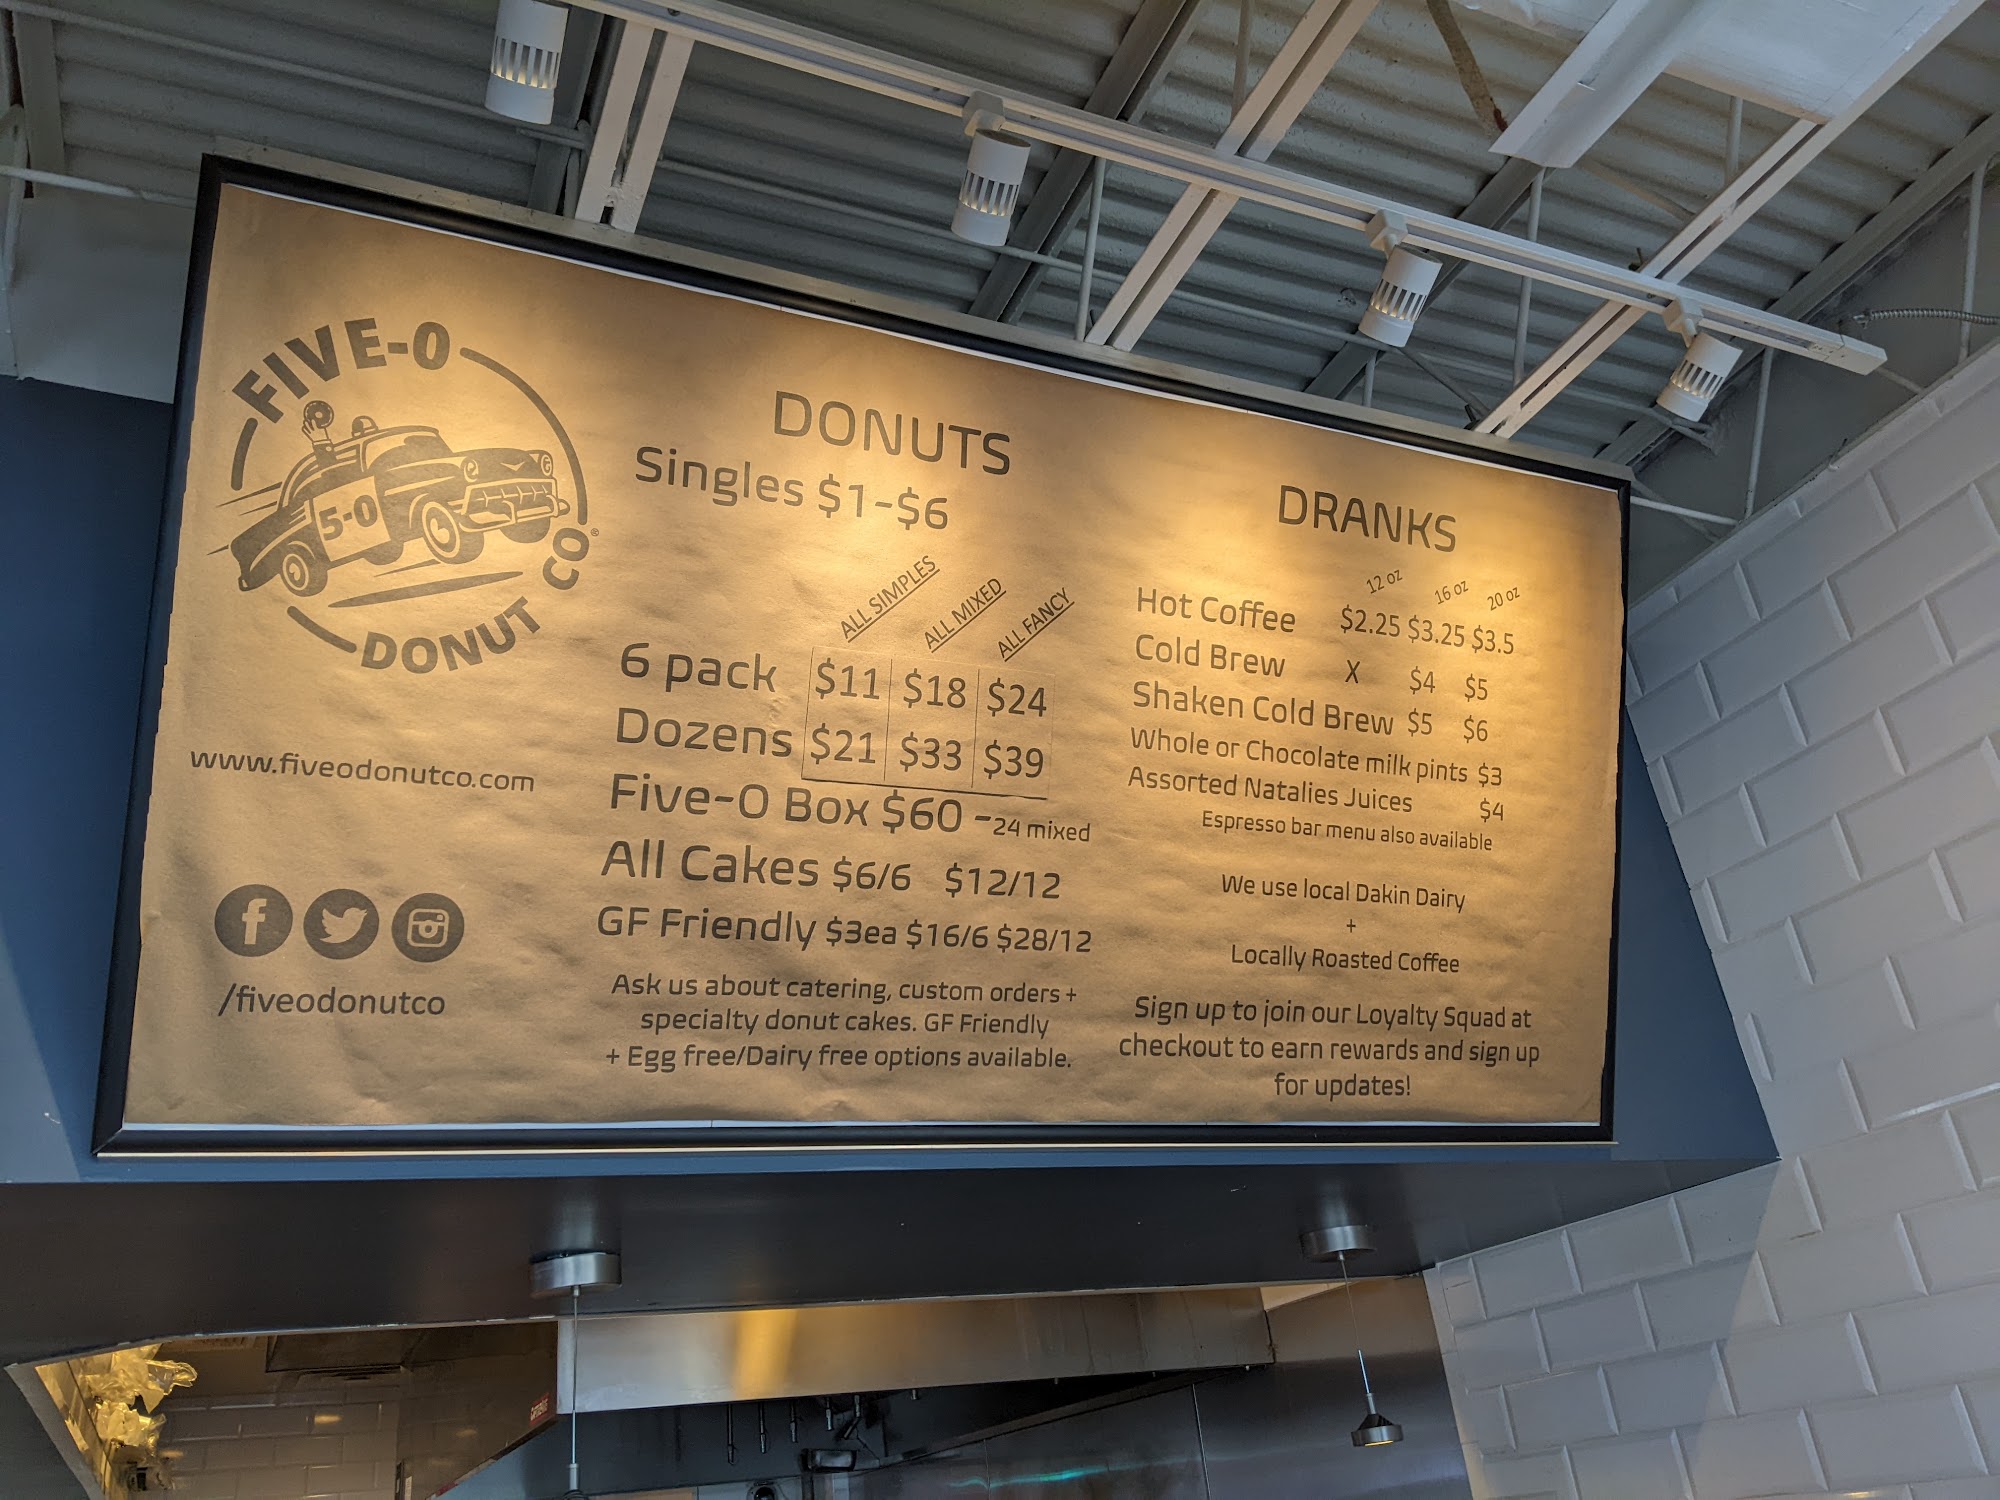 FIVE-0
5-0
DONUT CO®
www.fiveodonutco.com
/fiveodonutco
DONUTS
Singles $1-$6
ALL SIMPLES ALL MIXED ALL FANCY
6 pack $11 $18 $24
Dozens $21 $33 $39
Five-O Box $60 -24 mixed
All Cakes $6/6 $12/12
GF Friendly $3ea $16/6 $28/12
Ask us about catering, custom orders +
specialty donut cakes. GF Friendly
+ Egg free/Dairy free options available.
DRANKS
12 oz 16 oz 20 oz
Hot Coffee $2.25 $3.25 $3.5
Cold Brew X $4 $5
Shaken Cold Brew $5 $6
Whole or Chocolate milk pints $3
Assorted Natalies Juices $4
Espresso bar menu also available
We use local Dakin Dairy
+
Locally Roasted Coffee
Sign up to join our Loyalty Squad at
checkout to earn rewards and sign up
for updates!